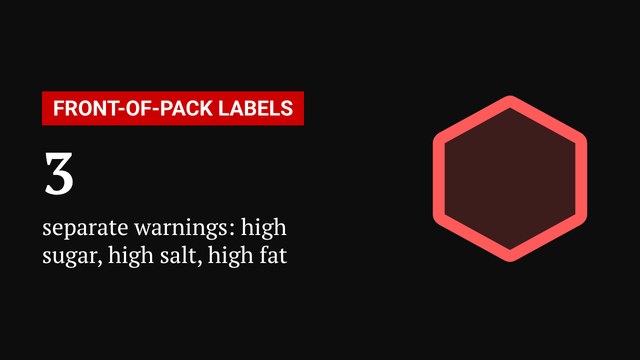 FRONT-OF-PACK LABELS
3
separate warnings: high
sugar, high salt, high fat